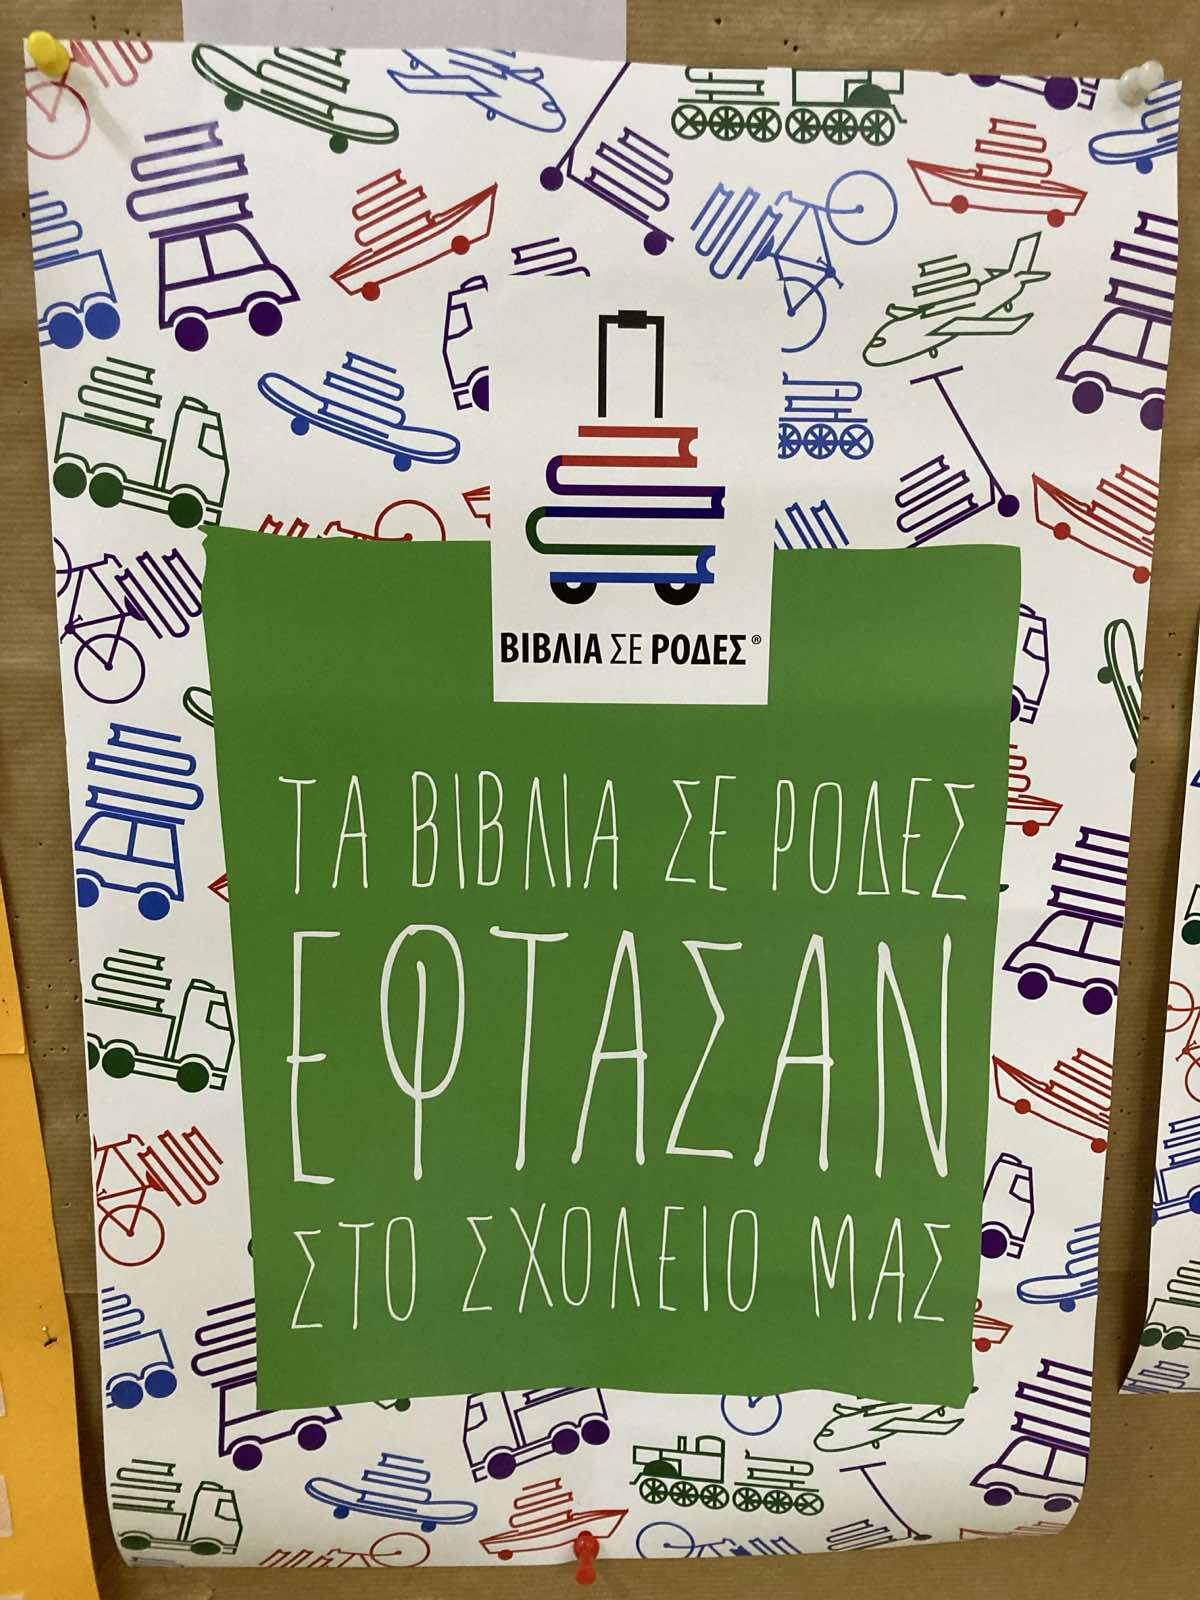 ΒΙΒΛΙΑ ΣΕ ΡΟΔΕΣ®
ΤΑ ΒΙΒΛΙΑ ΣΕ ΡΟΔΕΣ
ΕΦΤΑΣΑΝ
ΣΤΟ ΣΧΟΛΕΙΟ ΜΑΣ